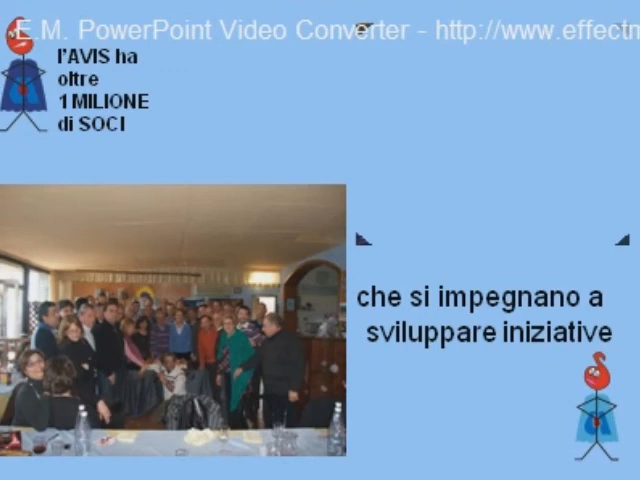 E.M. PowerPoint Video Converter - http://www.effectm
l'AVIS ha
oltre
1 MILIONE
di SOCI
che si impegnano a
sviluppare iniziative